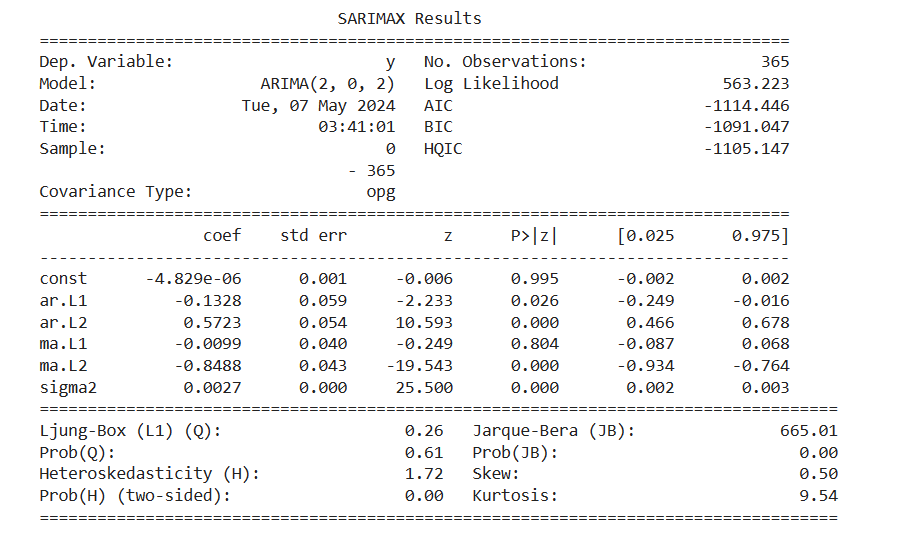 SARIMAX Results
==============================================================================
Dep. Variable: y No. Observations: 365
Model: ARIMA(2, 0, 2) Log Likelihood 563.223
Date: Tue, 07 May 2024 AIC -1114.446
Time: 03:41:01 BIC -1091.047
Sample: 0 HQIC -1105.147
- 365
Covariance Type: opg
==============================================================================
coef std err z P>|z| [0.025 0.975]
------------------------------------------------------------------------------
const -4.829e-06 0.001 -0.006 0.995 -0.002 0.002
ar.L1 -0.1328 0.059 -2.233 0.026 -0.249 -0.016
ar.L2 0.5723 0.054 10.593 0.000 0.466 0.678
ma.L1 -0.0099 0.040 -0.249 0.804 -0.087 0.068
ma.L2 -0.8488 0.043 -19.543 0.000 -0.934 -0.764
sigma2 0.0027 0.000 25.500 0.000 0.002 0.003
===================================================================================
Ljung-Box (L1) (Q): 0.26 Jarque-Bera (JB): 665.01
Prob(Q): 0.61 Prob(JB): 0.00
Heteroskedasticity (H): 1.72 Skew: 0.50
Prob(H) (two-sided): 0.00 Kurtosis: 9.54
===================================================================================